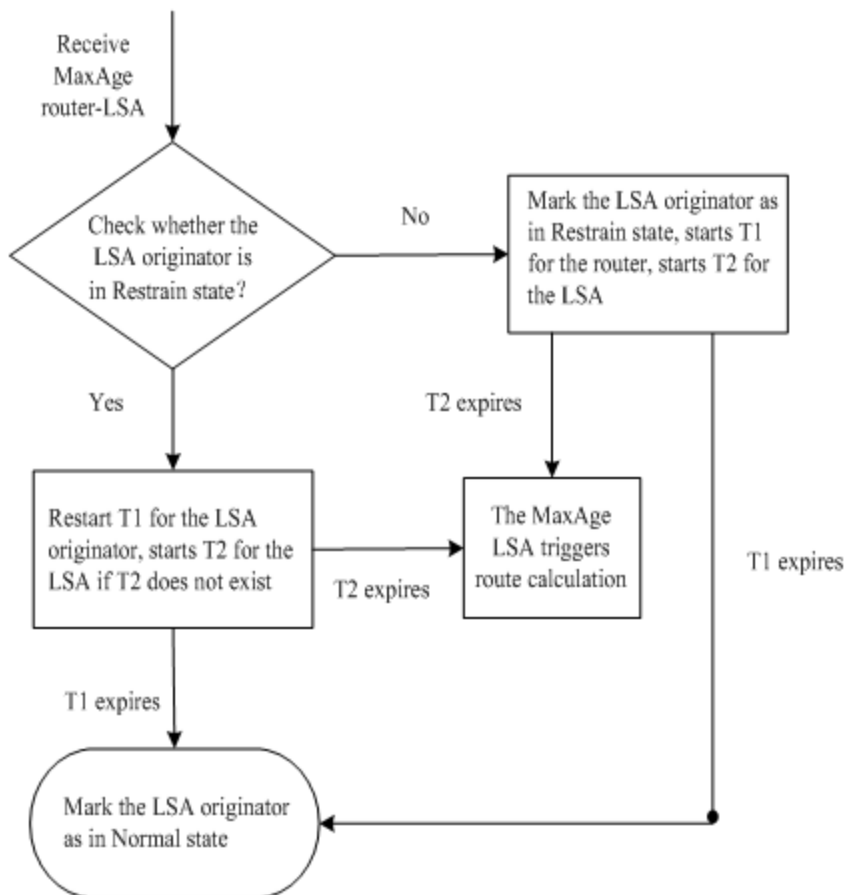 Receive
MaxAge
router-LSA
Check whether the
LSA originator is
in Restrain state?
No
Mark the LSA originator as
in Restrain state, starts T1
for the router, starts T2 for
the LSA
Yes
T2 expires
Restart T1 for the LSA
originator, starts T2 for the
LSA if T2 does not exist
T2 expires
The MaxAge
LSA triggers
route calculation
T1 expires
T1 expires
Mark the LSA originator
as in Normal state